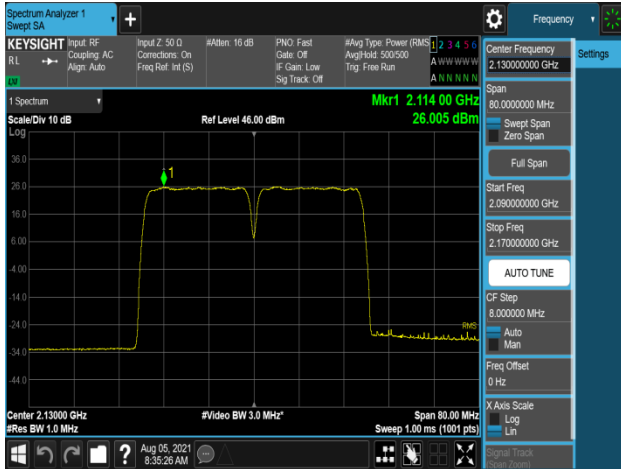 Spectrum Analyzer 1
Swept SA
+
Frequency
KEYSIGHT
RL
LU
Input: RF
Coupling: AC
Align: Auto
Input Z: 50 Ω
Corrections: On
Freq Ref: Int (S)
#Atten: 16 dB
PNO: Fast
Gate: Off
IF Gain: Low
Sig Track: Off
#Avg Type: Power (RMS
Avg|Hold: 500/500
Trig: Free Run
1 2 3 4 5 6
A W W W W W
A N N N N N
1 Spectrum
Scale/Div 10 dB
Log
Ref Level 46.00 dBm
Mkr1 2.114 00 GHz
26.005 dBm
36.0
26.0
16.0
6.00
-4.00
-14.0
-24.0
-34.0
-44.0
1
RMS
Center 2.13000 GHz
#Res BW 1.0 MHz
#Video BW 3.0 MHz*
Span 80.00 MHz
Sweep 1.00 ms (1001 pts)
?
Aug 05, 2021
8:35:26 AM
Center Frequency
2.130000000 GHz
Settings
Span
80.0000000 MHz
Swept Span
Zero Span
Full Span
Start Freq
2.090000000 GHz
Stop Freq
2.170000000 GHz
AUTO TUNE
CF Step
8.000000 MHz
Auto
Man
Freq Offset
0 Hz
X Axis Scale
Log
Lin
Signal Track
(Span Zoom)